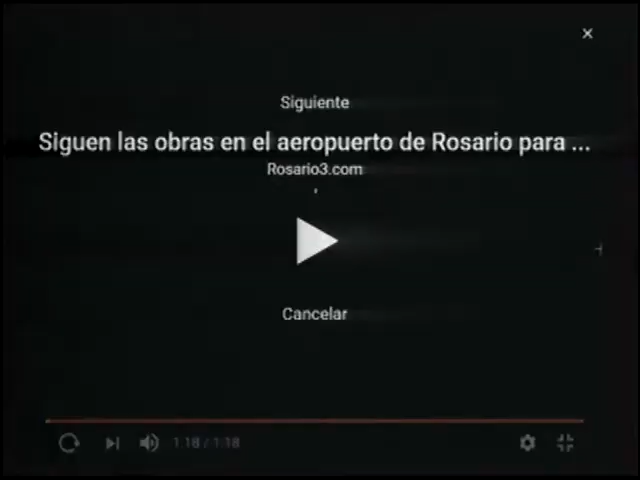 Siguiente
Siguen las obras en el aeropuerto de Rosario para ...
Rosario3.com
Cancelar
1:18 / 1:18